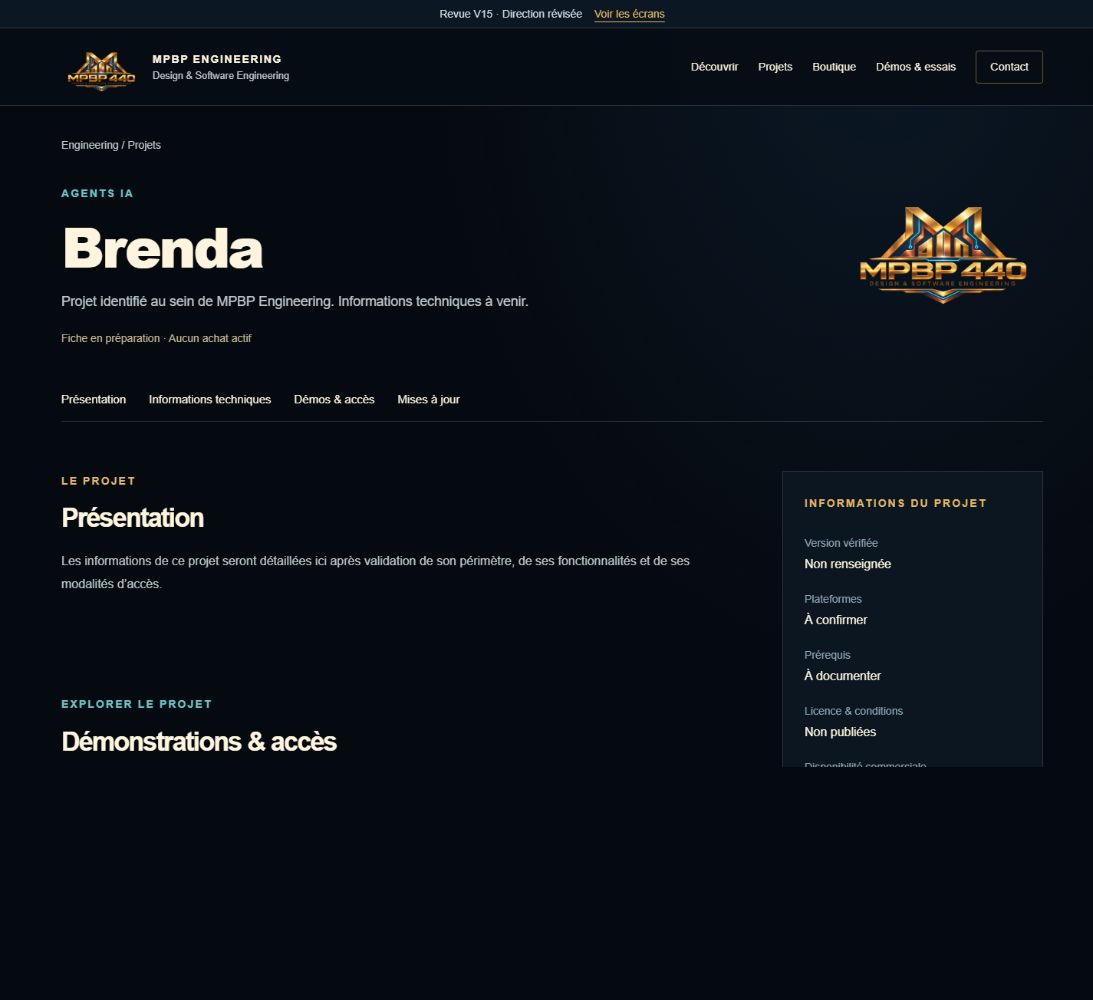 Revue V15 · Direction révisée Voir les écrans
MPBP 440
MPBP ENGINEERING
Design & Software Engineering
Découvrir Projets Boutique Démos & essais Contact
Engineering / Projets
AGENTS IA
Brenda
Projet identifié au sein de MPBP Engineering. Informations techniques à venir.
Fiche en préparation · Aucun achat actif
MPBP 440
DESIGN & SOFTWARE ENGINEERING
Présentation Informations techniques Démos & accès Mises à jour
LE PROJET
Présentation
Les informations de ce projet seront détaillées ici après validation de son périmètre, de ses fonctionnalités et de ses
modalités d'accès.
EXPLORER LE PROJET
Démonstrations & accès
INFORMATIONS DU PROJET
Version vérifiée
Non renseignée
Plateformes
À confirmer
Prérequis
À documenter
Licence & conditions
Non publiées
Disponibilité commerciale